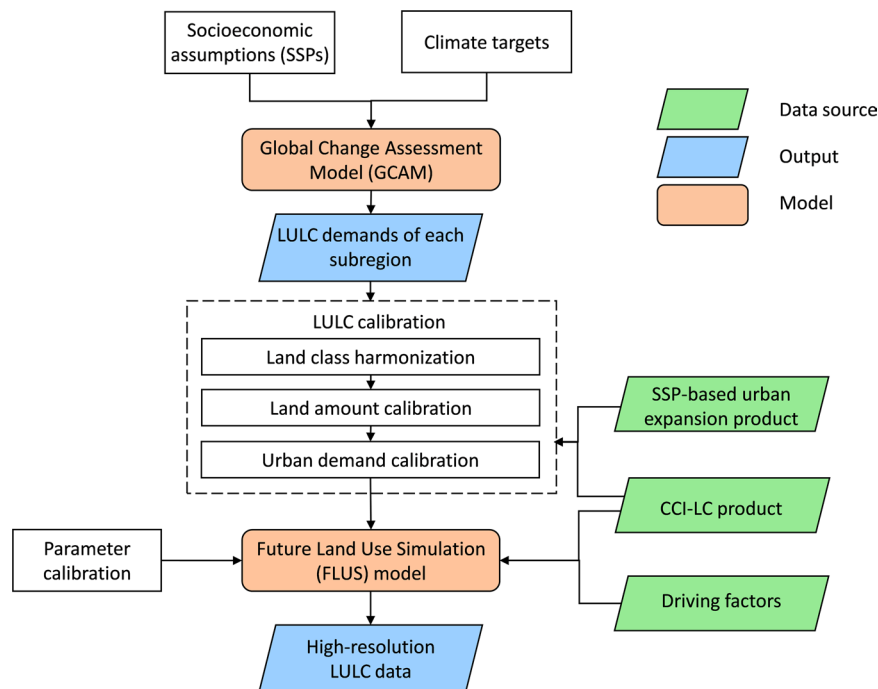 Socioeconomic
assumptions (SSPs)
Climate targets
Global Change Assessment
Model (GCAM)
LULC demands of each
subregion
LULC calibration
Land class harmonization
Land amount calibration
Urban demand calibration
Parameter
calibration
Future Land Use Simulation
(FLUS) model
High-resolution
LULC data
Data source
Output
Model
SSP-based urban
expansion product
CCI-LC product
Driving factors